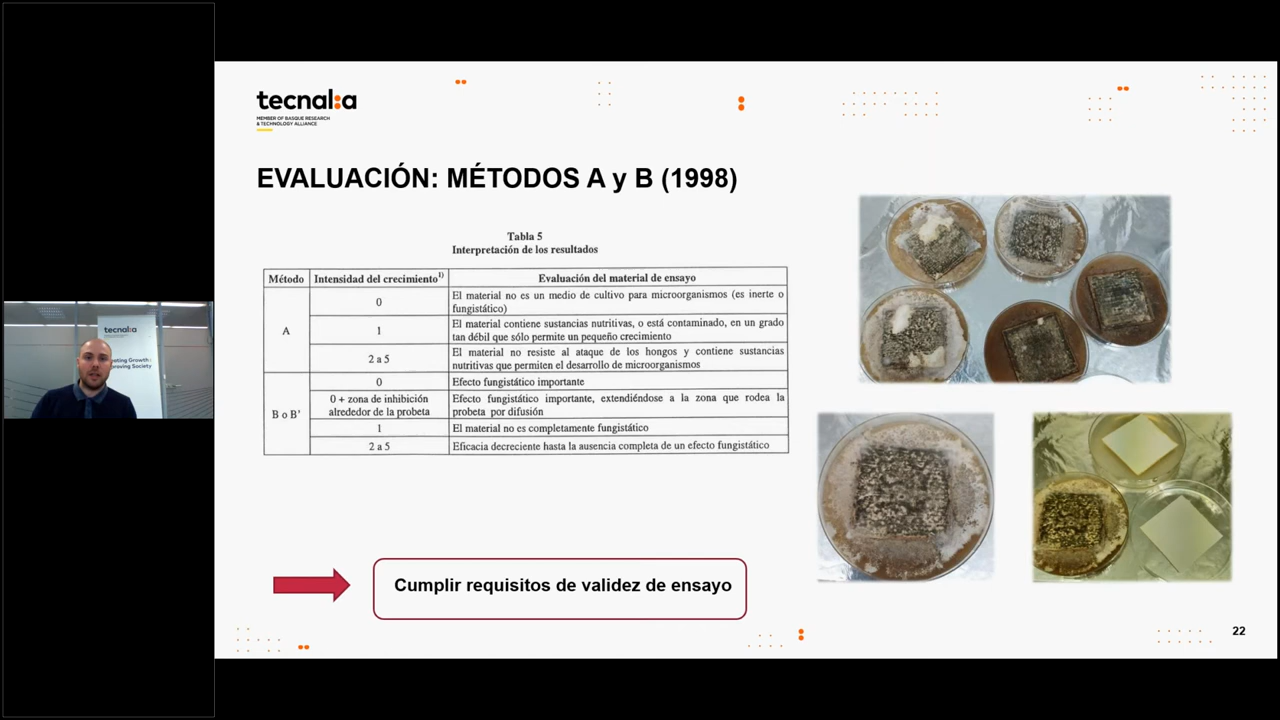 tecnal:a
MEMBER OF BASQUE RESEARCH
& TECHNOLOGY ALLIANCE
EVALUACIÓN: MÉTODOS A y B (1998)
Tabla 5
Interpretación de los resultados
Método Intensidad del crecimiento1) Evaluación del material de ensayo
A
0 El material no es un medio de cultivo para microorganismos (es inerte o
fungistático)
1 El material contiene sustancias nutritivas, o está contaminado, en un grado
tan débil que sólo permite un pequeño crecimiento
2 a 5 El material no resiste al ataque de los hongos y contiene sustancias
nutritivas que permiten el desarrollo de microorganismos
B o B'
0 Efecto fungistático importante
0 + zona de inhibición
alrededor de la probeta
Efecto fungistático importante, extendiéndose a la zona que rodea la
probeta por difusión
1 El material no es completamente fungistático
2 a 5 Eficacia decreciente hasta la ausencia completa de un efecto fungistático
Cumplir requisitos de validez de ensayo
22
tecnal:a
Growth
Society